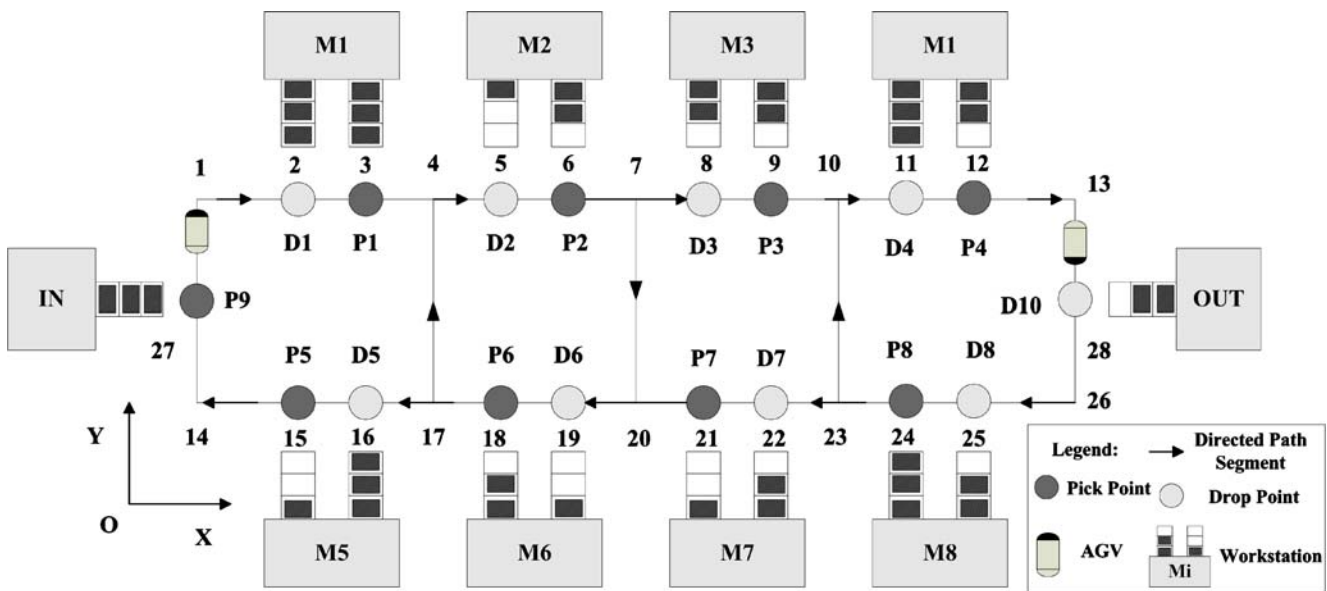 M1 M2 M3 M1
1 2 3 4 5 6 7 8 9 10 11 12 13
D1 P1 D2 P2 D3 P3 D4 P4
IN P9 D10 OUT
27 28
P5 D5 P6 D6 P7 D7 P8 D8
14 15 16 17 18 19 20 21 22 23 24 25 26
Y
O X
M5 M6 M7 M8
Legend: Directed Path
Segment
Pick Point Drop Point
AGV Mi Workstation